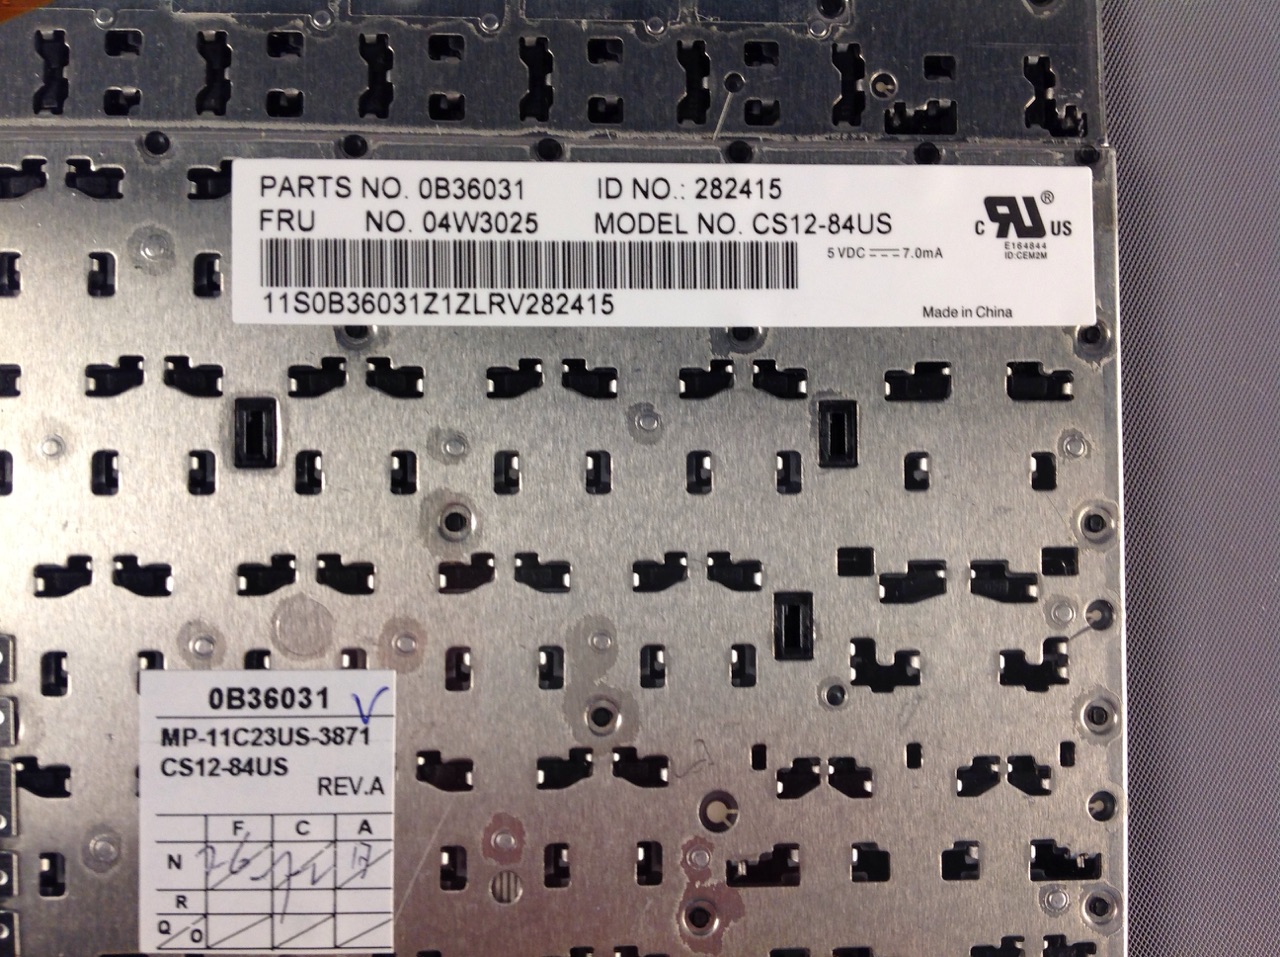 PARTS NO. 0B36031 ID NO.: 282415
FRU NO. 04W3025 MODEL NO. CS12-84US
5 VDC 7.0mA
C US ®
E164844
ID:CEM2M
11S0B36031Z1ZLRV282415
Made in China
0B36031 V
MP-11C23US-3871
CS12-84US
REV.A
F C A
N 17
R
Q O